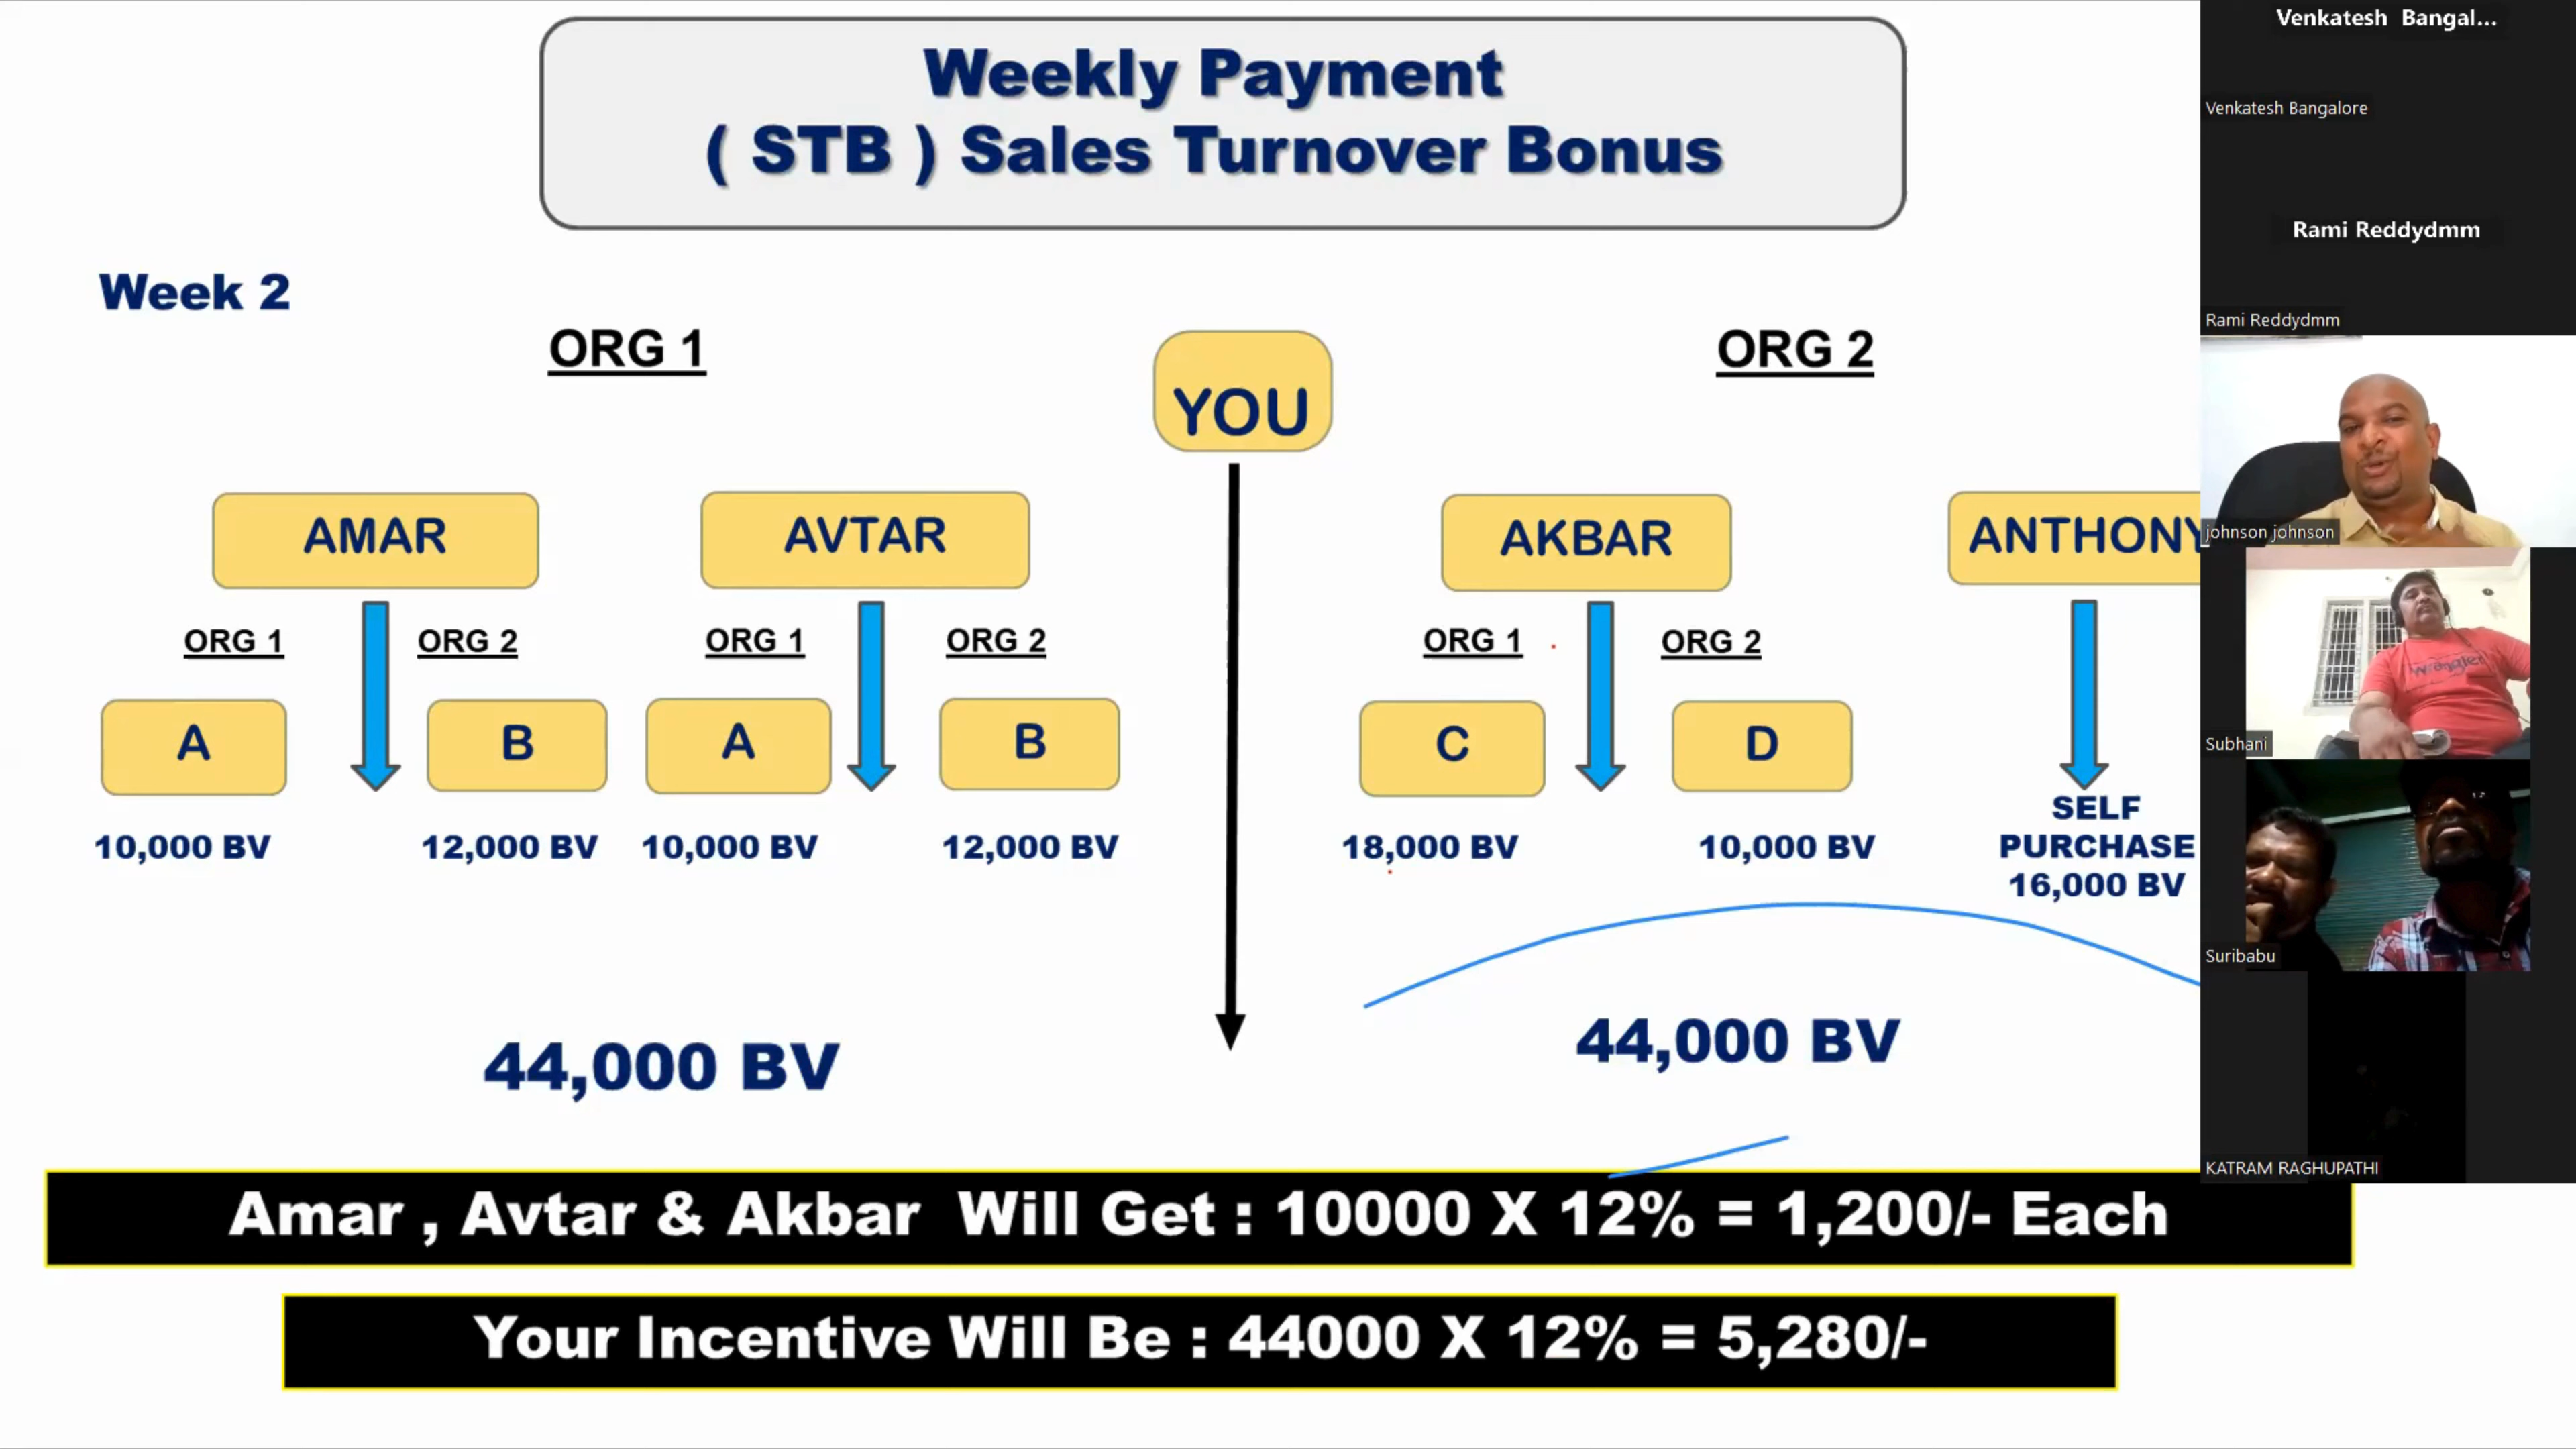 Weekly Payment
( STB ) Sales Turnover Bonus
Week 2
ORG 1
YOU
ORG 2
AMAR
AVTAR
AKBAR
ANTHONY
ORG 1
ORG 2
ORG 1
ORG 2
ORG 1
ORG 2
A
B
A
B
C
D
10,000 BV
12,000 BV
10,000 BV
12,000 BV
18,000 BV
10,000 BV
SELF
PURCHASE
16,000 BV
44,000 BV
44,000 BV
Amar , Avtar & Akbar Will Get : 10000 X 12% = 1,200/- Each
Your Incentive Will Be : 44000 X 12% = 5,280/-
Venkatesh Bangal...
Venkatesh Bangalore
Rami Reddydmm
Rami Reddydmm
johnson johnson
Wrangler
Subhani
Suribabu
KATRAM RAGHUPATHI